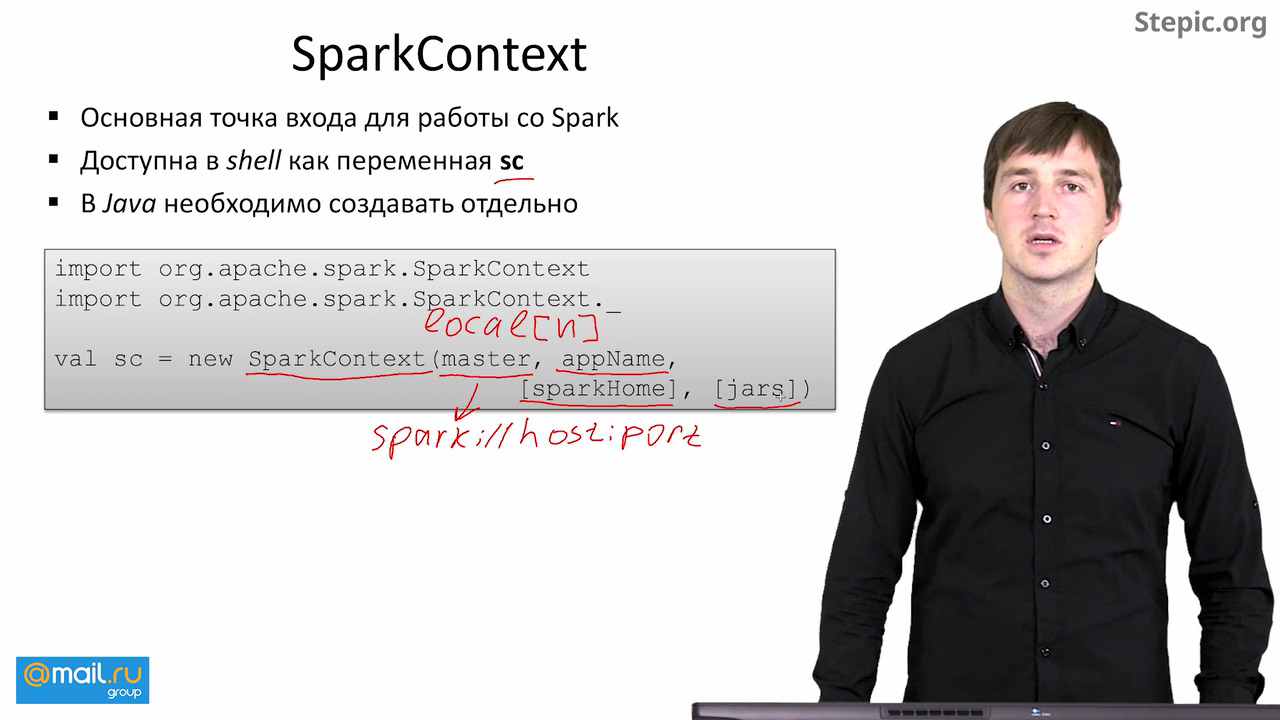 Stepic.org
SparkContext
▪ Основная точка входа для работы со Spark
▪ Доступна в shell как переменная sc
▪ В Java необходимо создавать отдельно
import org.apache.spark.SparkContext
import org.apache.spark.SparkContext._
local[n]
val sc = new SparkContext(master, appName,
[sparkHome], [jars])
spark://host:port
@mail.ru
group